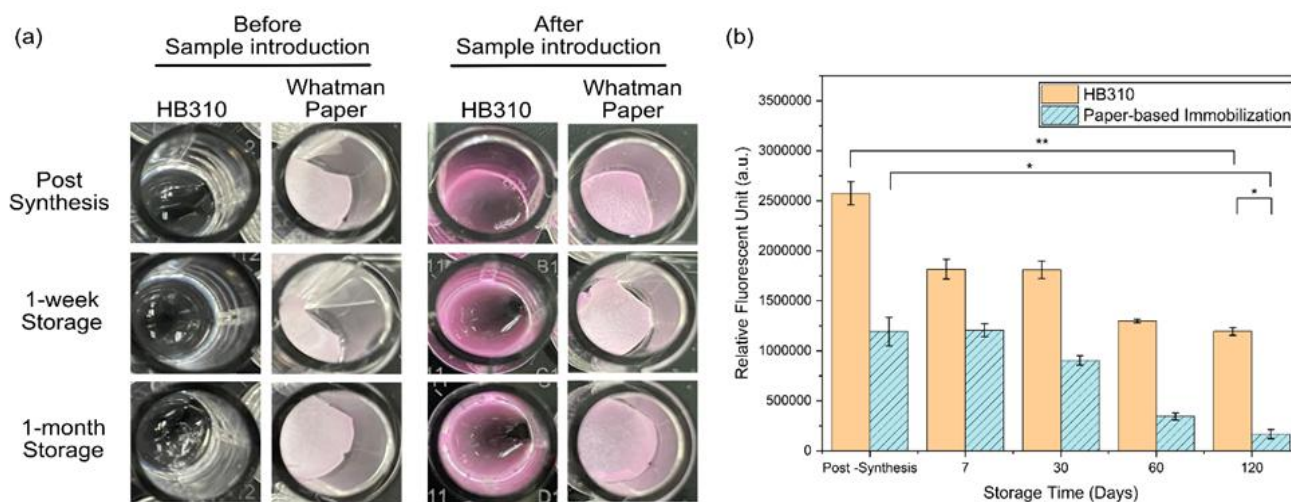 (a)
Before
Sample introduction
After
Sample introduction
HB310
Whatman
Paper
HB310
Whatman
Paper
Post
Synthesis
1-week
Storage
1-month
Storage
(b)
HB310
Paper-based Immobilization
**
*
*
Relative Fluorescent Unit (a.u.)
3500000
3000000
2500000
2000000
1500000
1000000
500000
0
Post -Synthesis 7 30 60 120
Storage Time (Days)